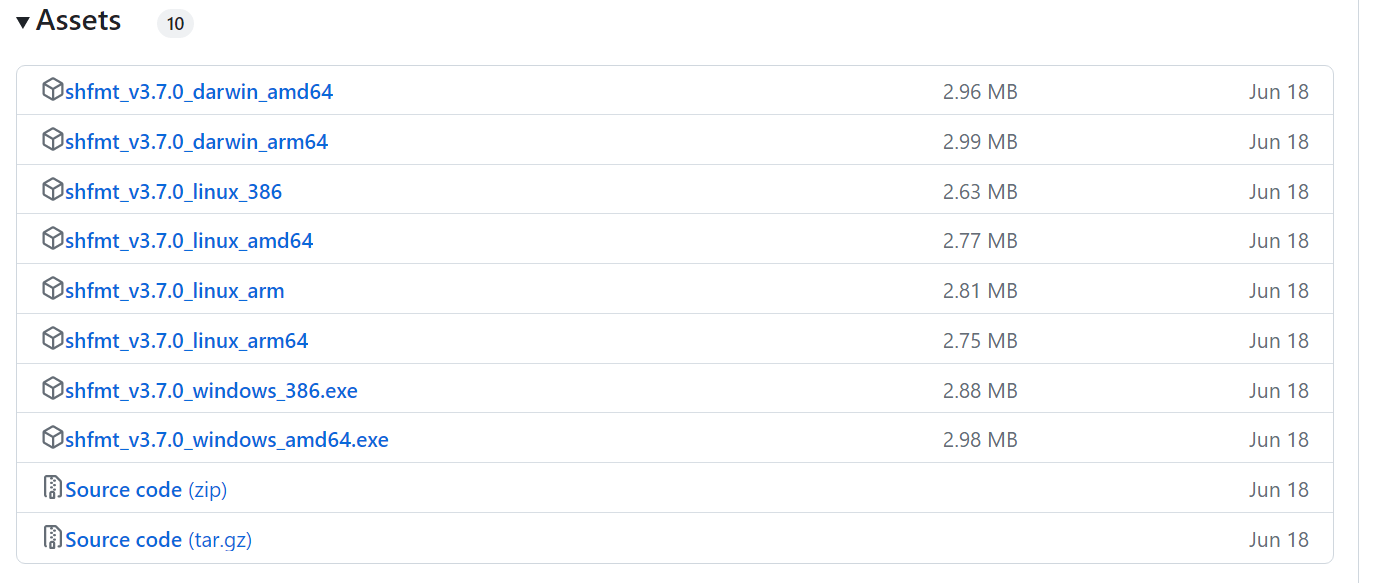 Assets 10
shfmt_v3.7.0_darwin_amd64 2.96 MB Jun 18
shfmt_v3.7.0_darwin_arm64 2.99 MB Jun 18
shfmt_v3.7.0_linux_386 2.63 MB Jun 18
shfmt_v3.7.0_linux_amd64 2.77 MB Jun 18
shfmt_v3.7.0_linux_arm 2.81 MB Jun 18
shfmt_v3.7.0_linux_arm64 2.75 MB Jun 18
shfmt_v3.7.0_windows_386.exe 2.88 MB Jun 18
shfmt_v3.7.0_windows_amd64.exe 2.98 MB Jun 18
Source code (zip) Jun 18
Source code (tar.gz) Jun 18